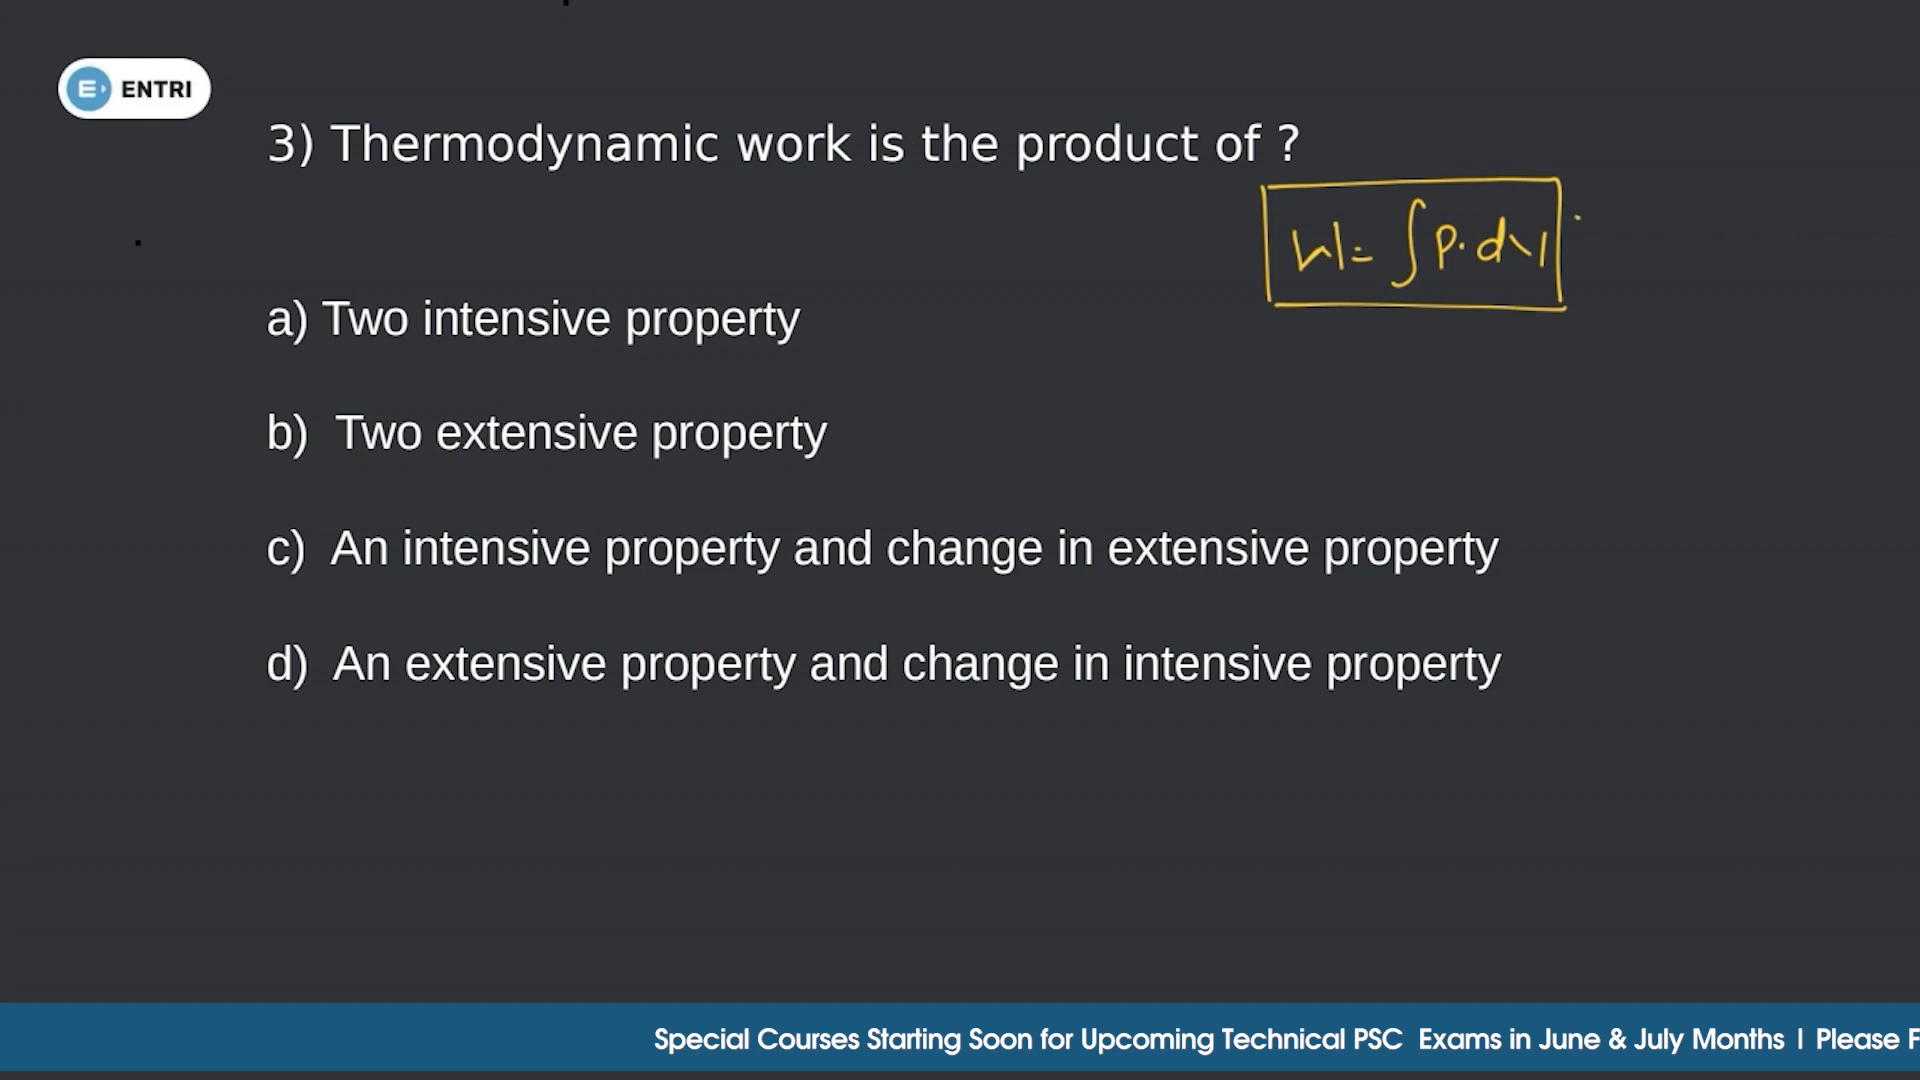 ENTRI
3) Thermodynamic work is the product of ?
W = ∫ p. dv
a) Two intensive property
b) Two extensive property
c) An intensive property and change in extensive property
d) An extensive property and change in intensive property
Special Courses Starting Soon for Upcoming Technical PSC Exams in June & July Months | Please F